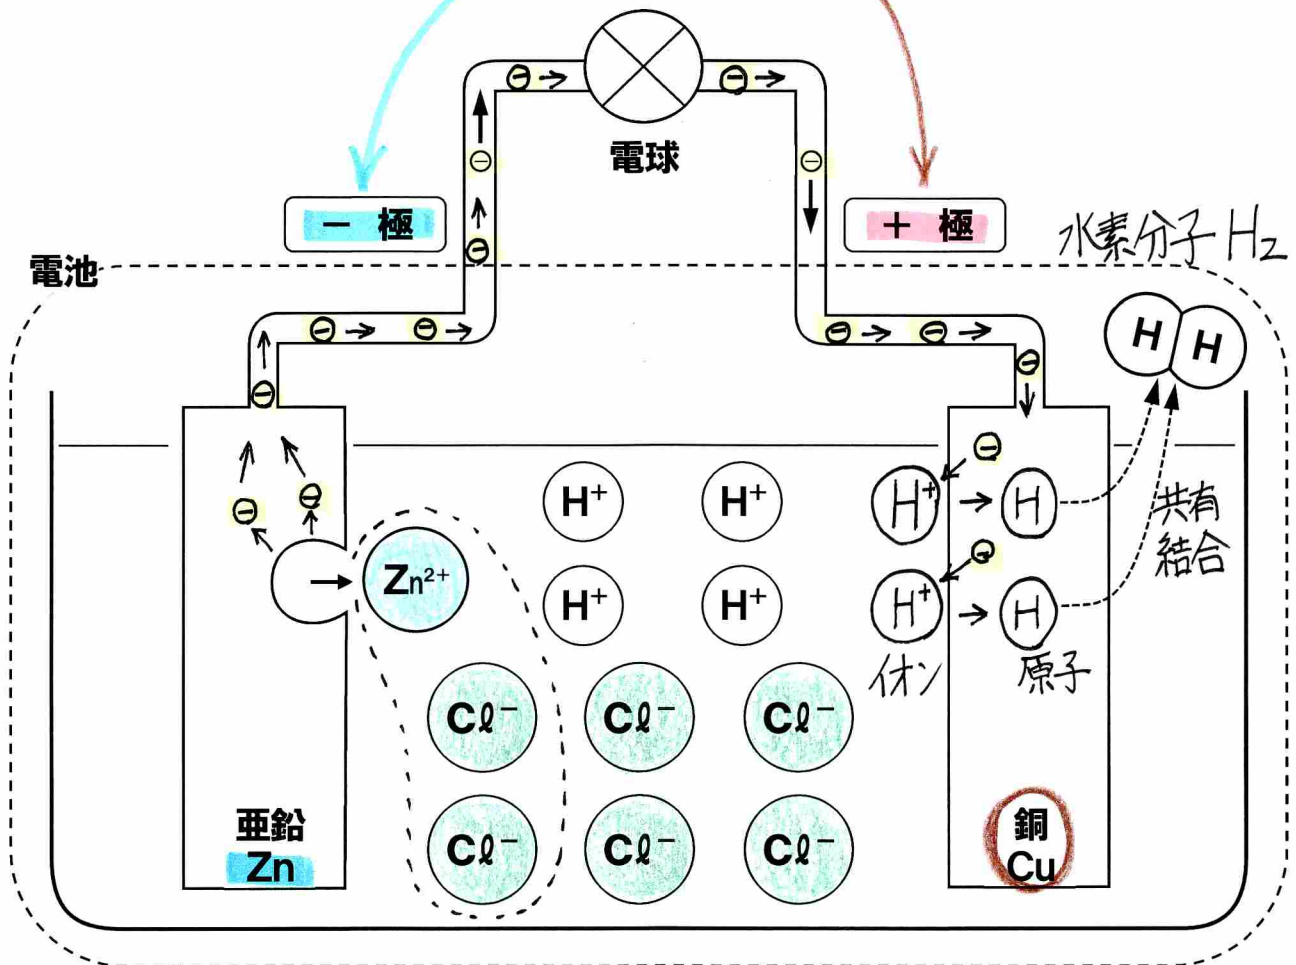 電球
− 極
+ 極
水素分子 H₂
電池
H H
⊖ → ⊖ →
⊖
⊖
⊖
⊖ → ⊖ →
⊖ → ⊖ →
⊖
⊖
⊖
⊖ ⊖
⊖
⊖
H⁺ H⁺ H⁺ → H
共有
結合
Zn²⁺
H⁺ H⁺ H⁺ → H
イオン 原子
Cℓ⁻ Cℓ⁻ Cℓ⁻
Cℓ⁻ Cℓ⁻ Cℓ⁻
亜鉛
Zn
銅
Cu